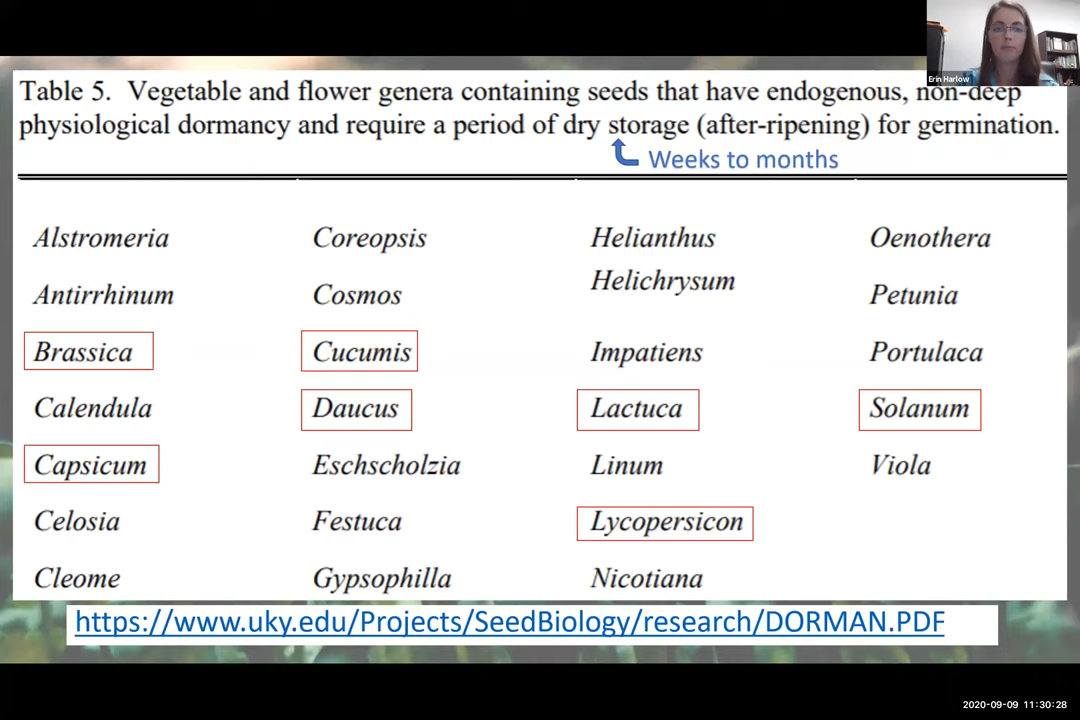 Erin Harlow
Table 5. Vegetable and flower genera containing seeds that have endogenous, non-deep
physiological dormancy and require a period of dry storage (after-ripening) for germination.
Weeks to months
Alstromeria Coreopsis Helianthus Oenothera
Antirrhinum Cosmos Helichrysum Petunia
Brassica Cucumis Impatiens Portulaca
Calendula Daucus Lactuca Solanum
Capsicum Eschscholzia Linum Viola
Celosia Festuca Lycopersicon
Cleome Gypsophilla Nicotiana
https://www.uky.edu/Projects/SeedBiology/research/DORMAN.PDF
2020-09-09 11:30:28